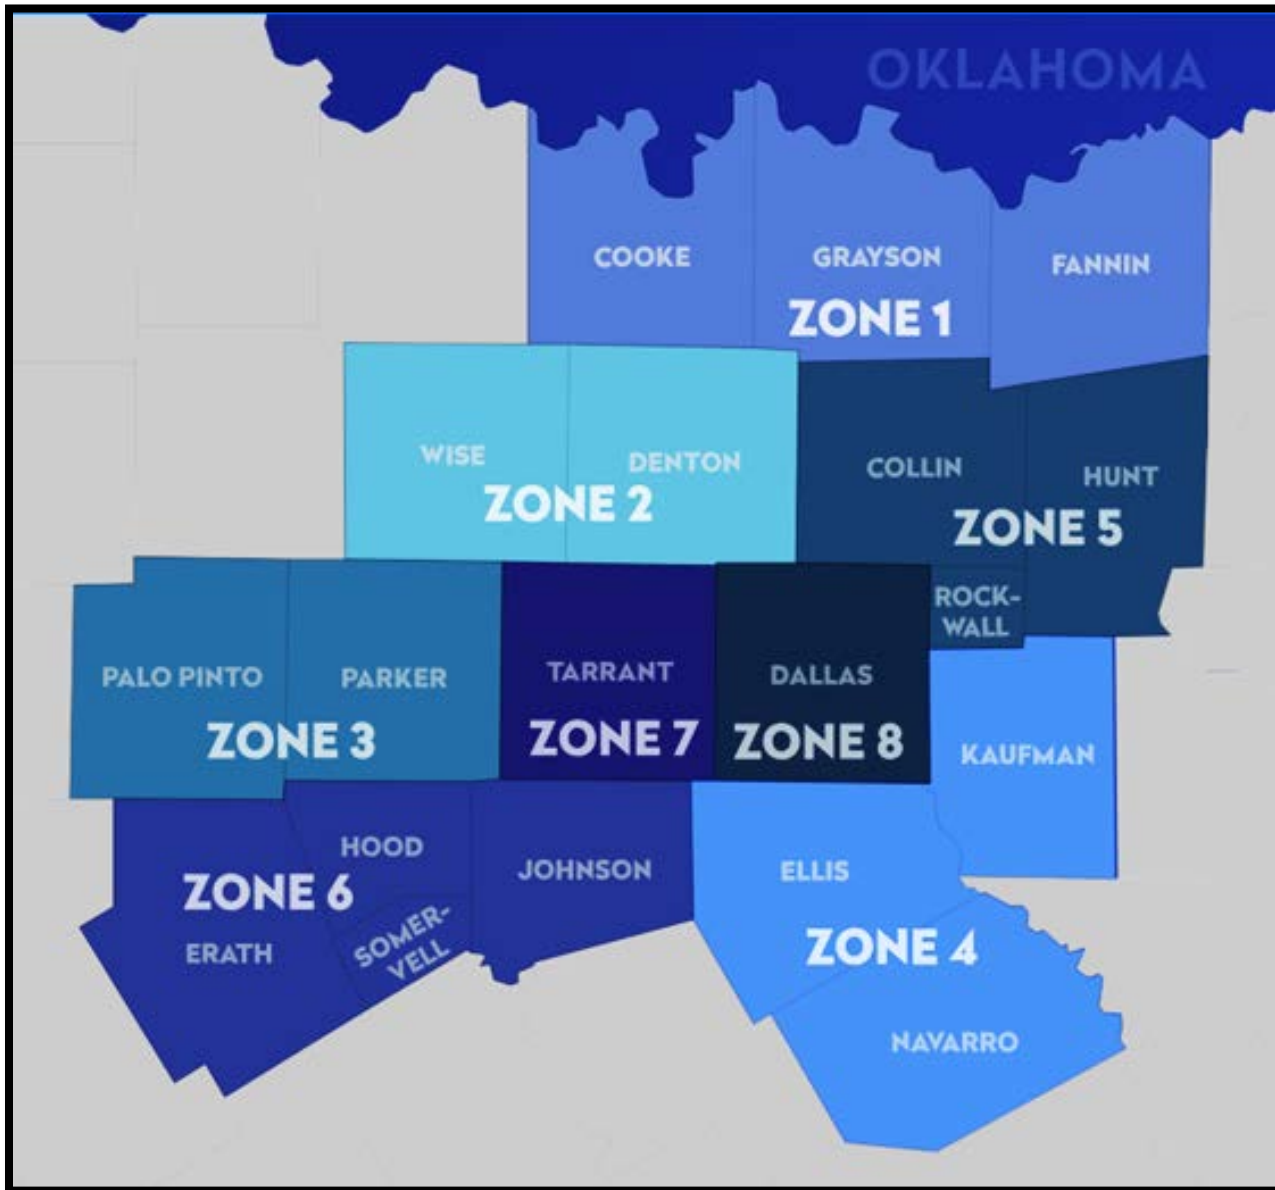 OKLAHOMA
COOKE
GRAYSON
FANNIN
ZONE 1
WISE
DENTON
ZONE 2
COLLIN
HUNT
ZONE 5
ROCK-
WALL
PALO PINTO
PARKER
ZONE 3
TARRANT
ZONE 7
DALLAS
ZONE 8
KAUFMAN
HOOD
JOHNSON
ZONE 6
ERATH
SOMER-
VELL
ELLIS
ZONE 4
NAVARRO